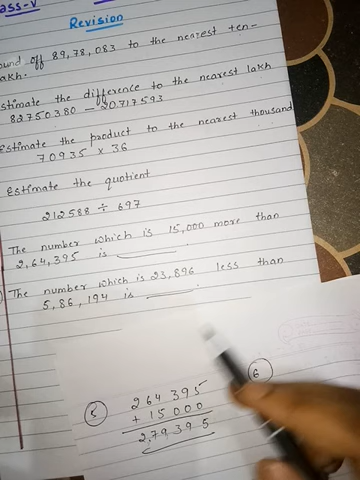 ass-V
Revision
ound off 89,78,083 to the nearest ten-
lakh.
stimate the difference to the nearest lakh
82750380 - 20717593
Estimate the product to the nearest thousand
70935 × 36
Estimate the quotient
212588 ÷ 697
The number which is 15,000 more than
2,64,395 is
The number which is 23,896 less than
5,86,194 is
5
264395
+ 15000
2,79,395
6